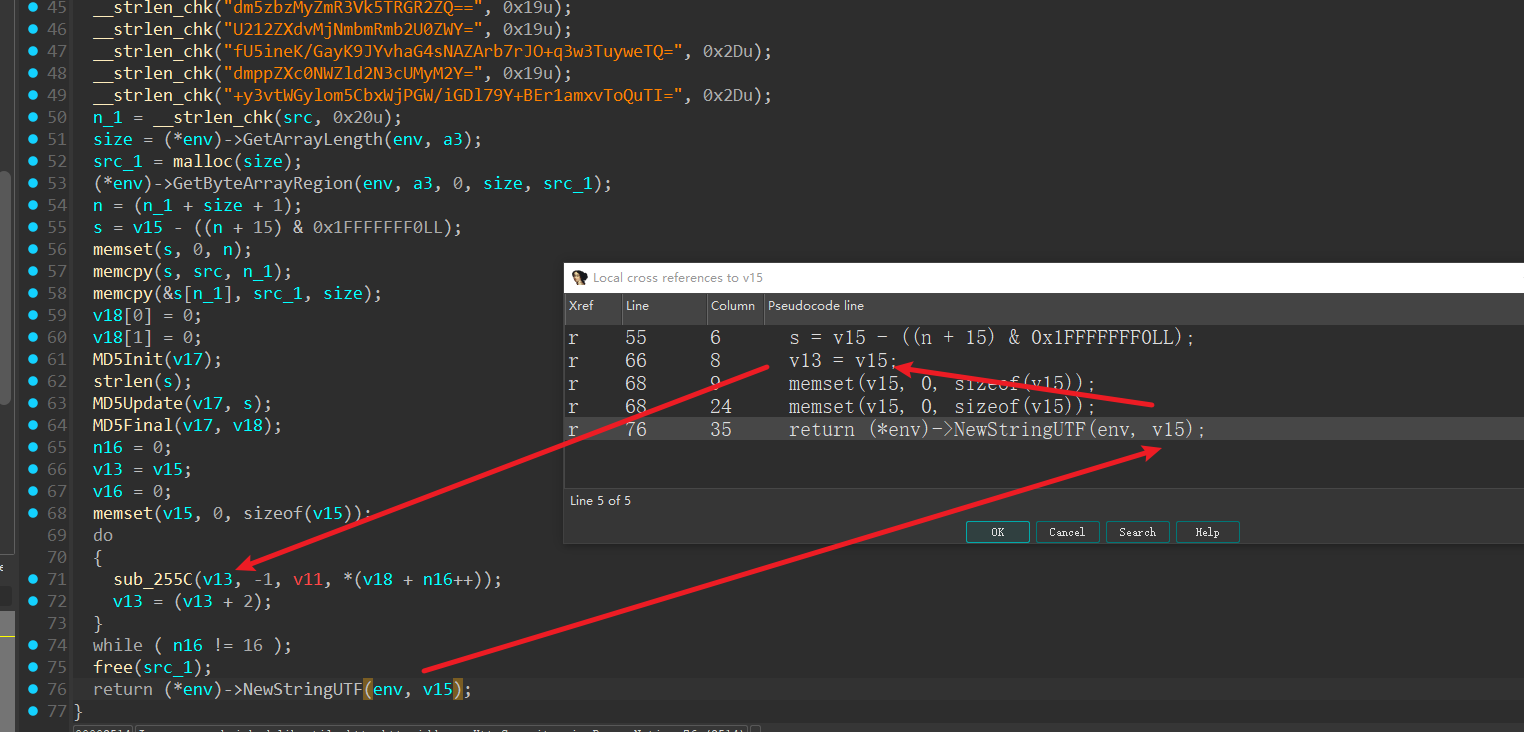 45 __strlen_chk("dm5zbzMyZmR3Vk5TRGR2ZQ==", 0x19u);
46 __strlen_chk("U212ZXdvMjNmbmRmb2U0ZWY=", 0x19u);
47 __strlen_chk("fU5ineK/GayK9JYvhaG4sNAZArb7rJO+q3w3TuyweTQ=", 0x2Du);
48 __strlen_chk("dmppZXc0NWZld2N3cUMyM2Y=", 0x19u);
49 __strlen_chk("+y3vtWGylom5CbxWjPGW/iGDl79Y+BEr1amxvToQuTI=", 0x2Du);
50 n_1 = __strlen_chk(src, 0x20u);
51 size = (*env)->GetArrayLength(env, a3);
52 src_1 = malloc(size);
53 (*env)->GetByteArrayRegion(env, a3, 0, size, src_1);
54 n = (n_1 + size + 1);
55 s = v15 - ((n + 15) & 0x1FFFFFFF0LL);
56 memset(s, 0, n);
57 memcpy(s, src, n_1);
58 memcpy(&s[n_1], src_1, size);
59 v18[0] = 0;
60 v18[1] = 0;
61 MD5Init(v17);
62 strlen(s);
63 MD5Update(v17, s);
64 MD5Final(v17, v18);
65 n16 = 0;
66 v13 = v15;
67 v16 = 0;
68 memset(v15, 0, sizeof(v15));
69 do
70 {
71 sub_255C(v13, -1, v11, *(v18 + n16++));
72 v13 = (v13 + 2);
73 }
74 while ( n16 != 16 );
75 free(src_1);
76 return (*env)->NewStringUTF(env, v15);
77 }
Local cross references to v15
Xref Line Column Pseudocode line
r 55 6 s = v15 - ((n + 15) & 0x1FFFFFFF0LL);
r 66 8 v13 = v15;
r 68 9 memset(v15, 0, sizeof(v15));
r 68 24 memset(v15, 0, sizeof(v15));
r 76 35 return (*env)->NewStringUTF(env, v15);
Line 5 of 5
OK Cancel Search Help